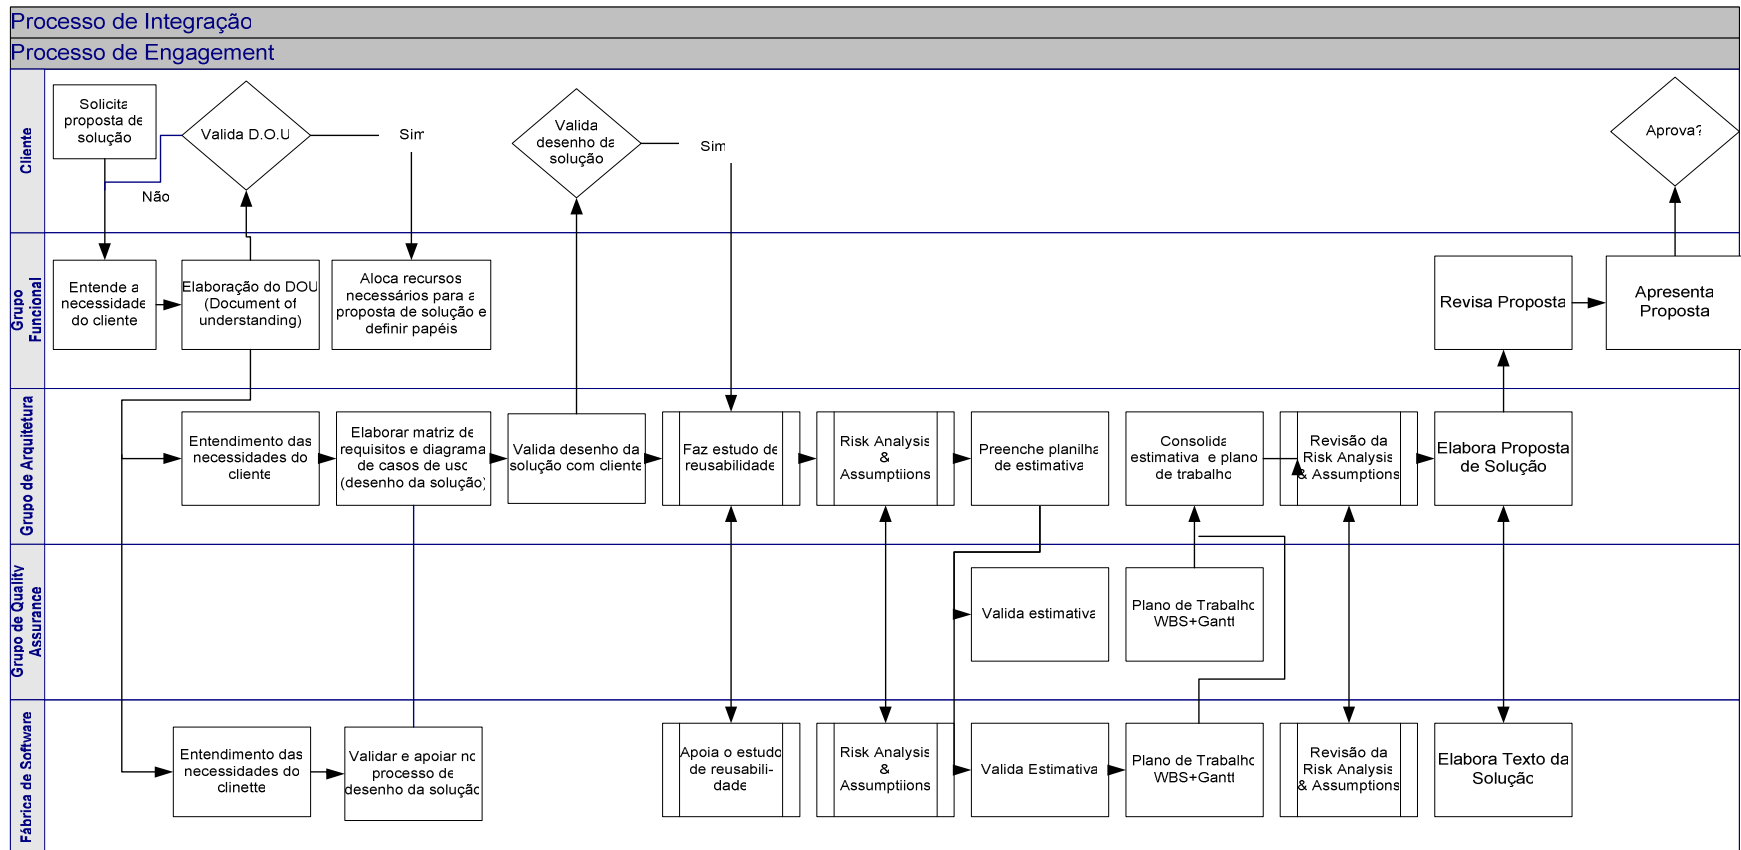 Processo de Integração
Processo de Engagement
Cliente
Solicita
proposta de
solução
Valida D.O.U
Sim
Não
Valida
desenho da
solução
Sim
Aprova?
Grupo
Funcional
Entende a
necessidade
do cliente
Elaboração do DOU
(Document of
understanding)
Aloca recursos
necessários para a
proposta de solução e
definir papéis
Revisa Proposta
Apresenta
Proposta
Grupo de Arquitetura
Entendimento das
necessidades do
cliente
Elaborar matriz de
requisitos e diagrama
de casos de uso
(desenho da solução)
Valida desenho da
solução com cliente
Faz estudo de
reusabilidade
Risk Analysis
&
Assumptiions
Preenche planilha
de estimativa
Consolida
estimativa e plano
de trabalho
Revisão da
Risk Analysis
& Assumptions
Elabora Proposta
de Solução
Grupo de Quality
Assurance
Valida estimativa
Plano de Trabalho
WBS+Gantt
Fábrica de Software
Entendimento das
necessidades do
clinette
Validar e apoiar no
processo de
desenho da solução
Apoia o estudo
de reusabili-
dade
Risk Analysis
&
Assumptiions
Valida Estimativa
Plano de Trabalho
WBS+Gantt
Revisão da
Risk Analysis
& Assumptions
Elabora Texto da
Solução